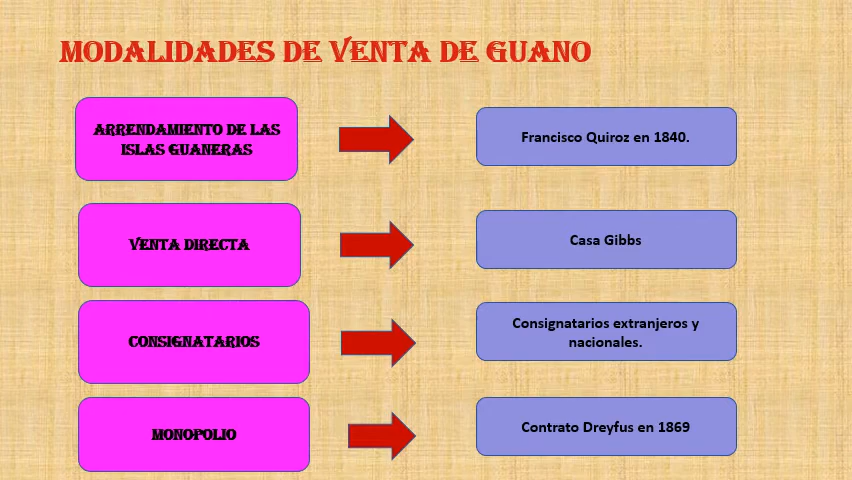 MODALIDADES DE VENTA DE GUANO
ARRENDAMIENTO DE LAS
ISLAS GUANERAS
Francisco Quiroz en 1840.
VENTA DIRECTA
Casa Gibbs
CONSIGNATARIOS
Consignatarios extranjeros y
nacionales.
MONOPOLIO
Contrato Dreyfus en 1869